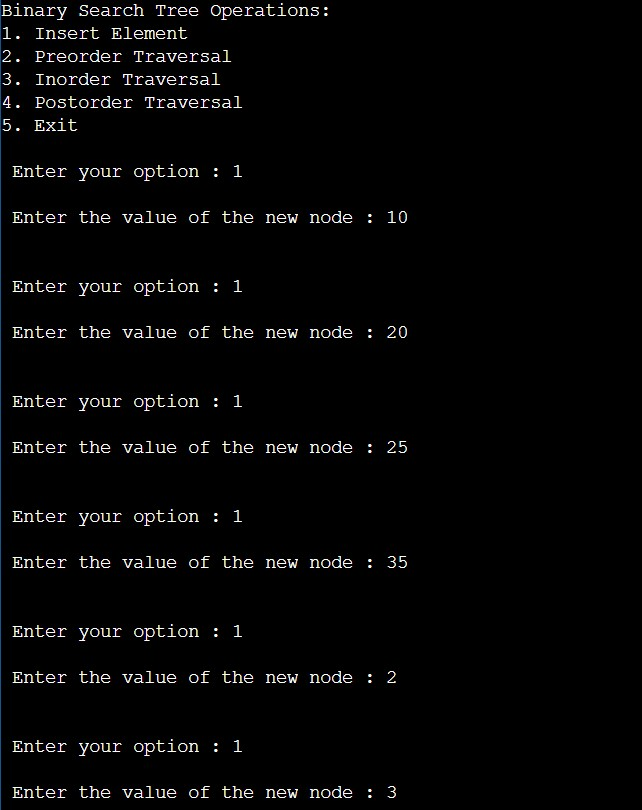 Binary Search Tree Operations:
1. Insert Element
2. Preorder Traversal
3. Inorder Traversal
4. Postorder Traversal
5. Exit
Enter your option : 1
Enter the value of the new node : 10
Enter your option : 1
Enter the value of the new node : 20
Enter your option : 1
Enter the value of the new node : 25
Enter your option : 1
Enter the value of the new node : 35
Enter your option : 1
Enter the value of the new node : 2
Enter your option : 1
Enter the value of the new node : 3